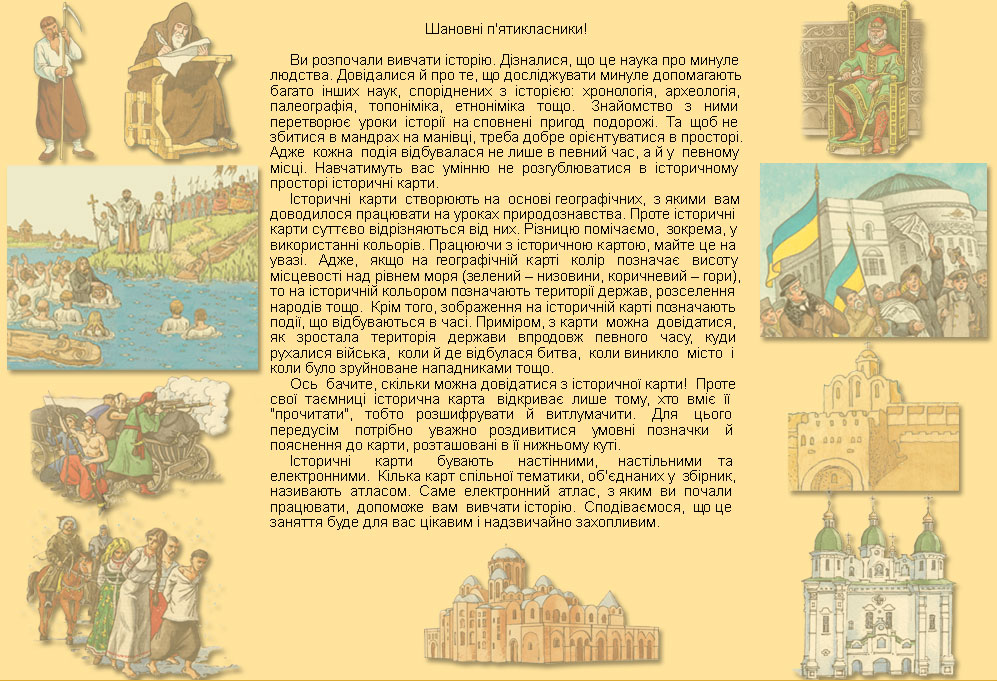 Шановні п'ятикласники!
Ви розпочали вивчати історію. Дізналися, що це наука про минуле
людства. Довідалися й про те, що досліджувати минуле допомагають
багато інших наук, споріднених з історією: хронологія, археологія,
палеографія, топоніміка, етноніміка тощо. Знайомство з ними
перетворює уроки історії на сповнені пригод подорожі. Та щоб не
збитися в мандрах на манівці, треба добре орієнтуватися в просторі.
Адже кожна подія відбувалася не лише в певний час, а й у певному
місці. Навчатимуть вас умінню не розгублюватися в історичному
просторі історичні карти.
Історичні карти створюють на основі географічних, з якими вам
доводилося працювати на уроках природознавства. Проте історичні
карти суттєво відрізняються від них. Різницю помічаємо, зокрема, у
використанні кольорів. Працюючи з історичною картою, майте це на
увазі. Адже, якщо на географічній карті колір позначає висоту
місцевості над рівнем моря (зелений – низовини, коричневий – гори),
то на історичній кольором позначають території держав, розселення
народів тощо. Крім того, зображення на історичній карті позначають
події, що відбуваються в часі. Приміром, з карти можна довідатися,
як зростала територія держави впродовж певного часу, куди
рухалися війська, коли й де відбулася битва, коли виникло місто і
коли було зруйноване нападниками тощо.
Ось бачите, скільки можна довідатися з історичної карти! Проте
свої таємниці історична карта відкриває лише тому, хто вміє її
"прочитати", тобто розшифрувати й витлумачити. Для цього
передусім потрібно уважно роздивитися умовні позначки й
пояснення до карти, розташовані в її нижньому куті.
Історичні карти бувають настінними, настільними та
електронними. Кілька карт спільної тематики, об'єднаних у збірник,
називають атласом. Саме електронний атлас, з яким ви почали
працювати, допоможе вам вивчати історію. Сподіваємося, що це
заняття буде для вас цікавим і надзвичайно захопливим.